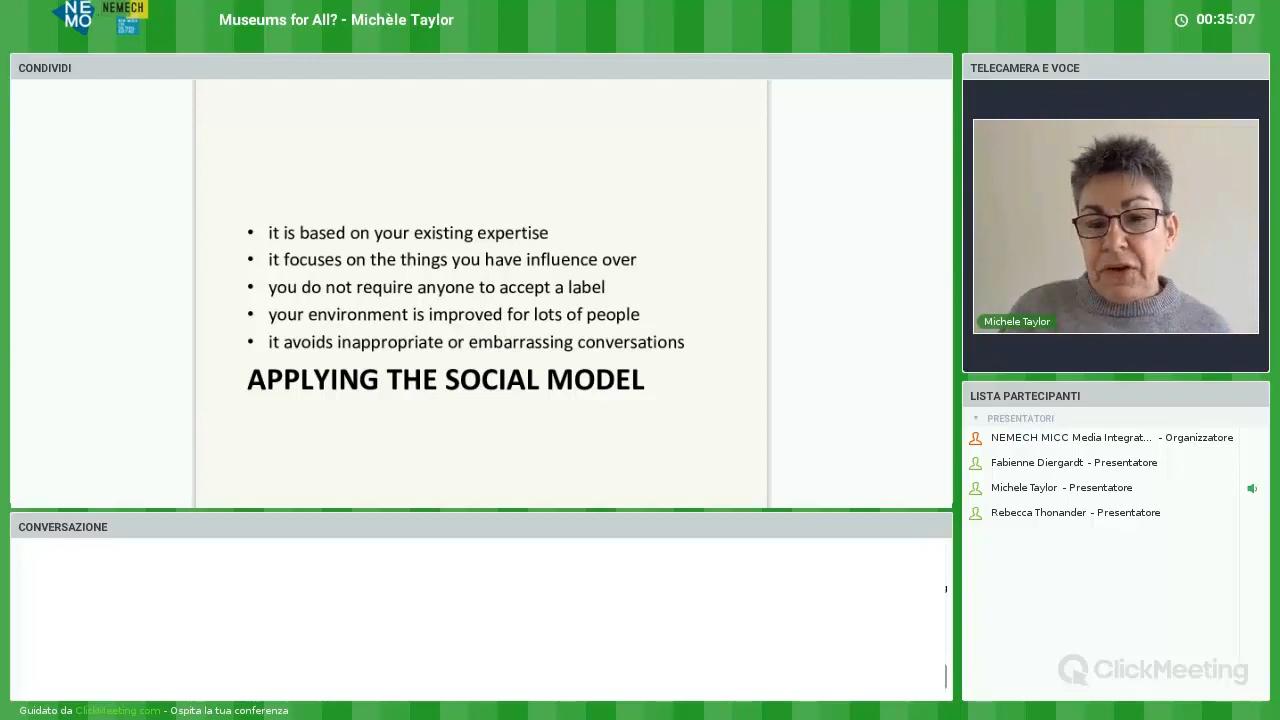 NE
MO
NEMECH
Museums for All? - Michèle Taylor
00:35:07
CONDIVIDI
• it is based on your existing expertise
• it focuses on the things you have influence over
• you do not require anyone to accept a label
• your environment is improved for lots of people
• it avoids inappropriate or embarrassing conversations
APPLYING THE SOCIAL MODEL
TELECAMERA E VOCE
Michele Taylor
LISTA PARTECIPANTI
PRESENTATORI
NEMECH MICC Media Integrat... - Organizzatore
Fabienne Diergardt - Presentatore
Michele Taylor - Presentatore
Rebecca Thonander - Presentatore
CONVERSAZIONE
ClickMeeting
Guidato da ClickMeeting.com - Ospita la tua conferenza